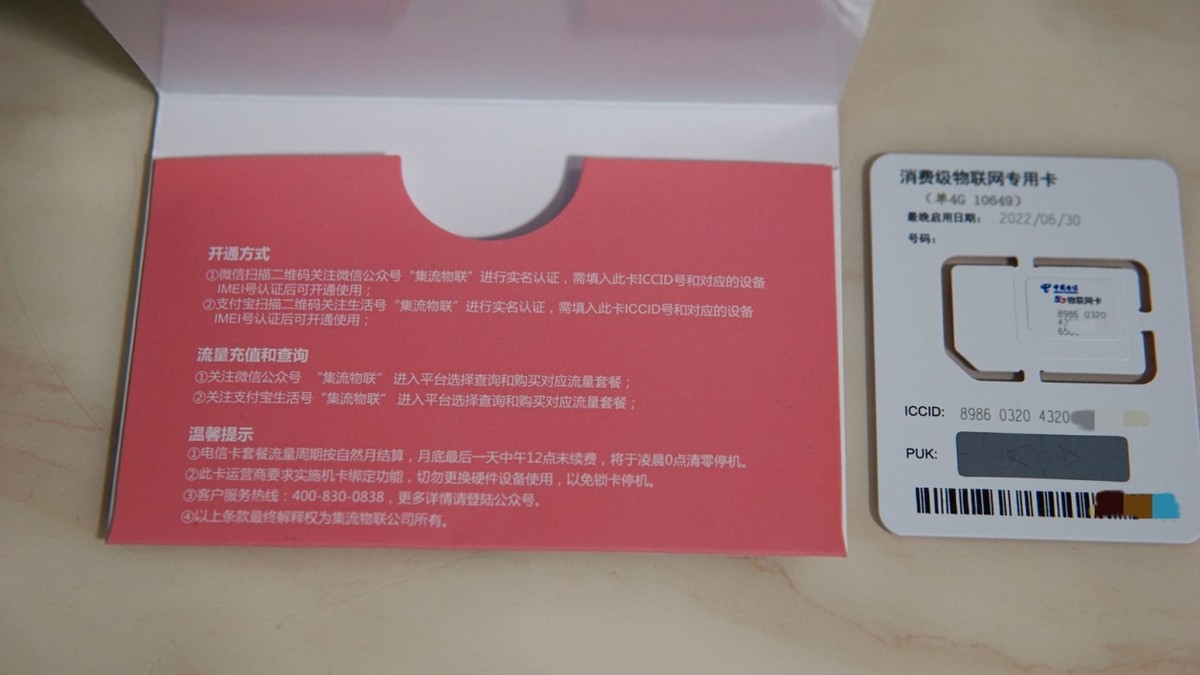 开通方式
①微信扫描二维码关注微信公众号“集流物联”进行实名认证，需填入此卡ICCID号和对应的设备
IMEI号认证后可开通使用；
②支付宝扫描二维码关注生活号“集流物联”进行实名认证，需填入此卡ICCID号和对应的设备
IMEI号认证后可开通使用；
流量充值和查询
①关注微信公众号 “集流物联” 进入平台选择查询和购买对应流量套餐；
②关注支付宝生活号“集流物联” 进入平台选择查询和购买对应流量套餐；
温馨提示
①电信卡套餐流量周期按自然月结算，月底最后一天中午12点未续费，将于凌晨0点清零停机。
②此卡运营商要求实施机卡绑定功能，切勿更换硬件设备使用，以免锁卡停机。
③客户服务热线：400-830-0838，更多详情请登陆公众号。
④以上条款最终解释权为集流物联公司所有。
消费级物联网专用卡
（单4G 10649）
最晚启用日期： 2022/06/30
号码：
中国电信
物联网卡
8986 0320
ICCID: 8986 0320 4320
PUK: